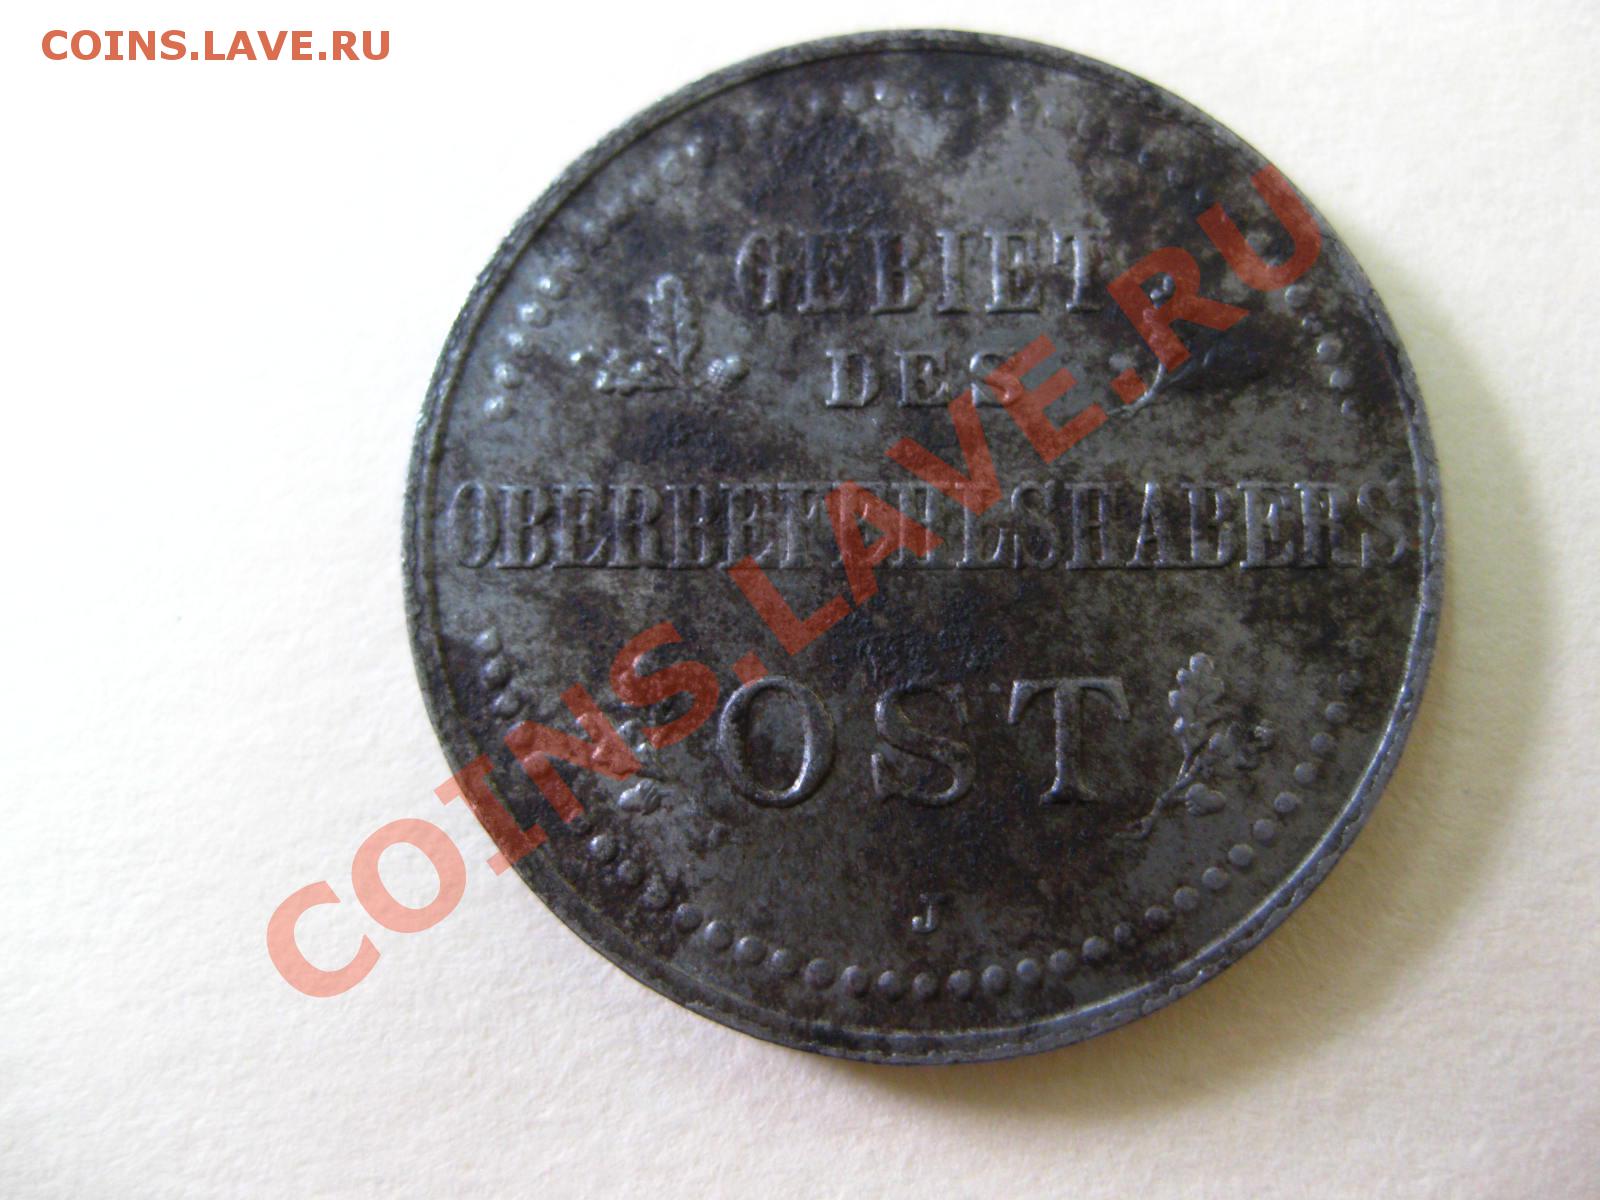 COINS.LAVE.RU
GEBIET
DES
OBERBEFEHLSHABERS
OST
J
COINS.LAVE.RU